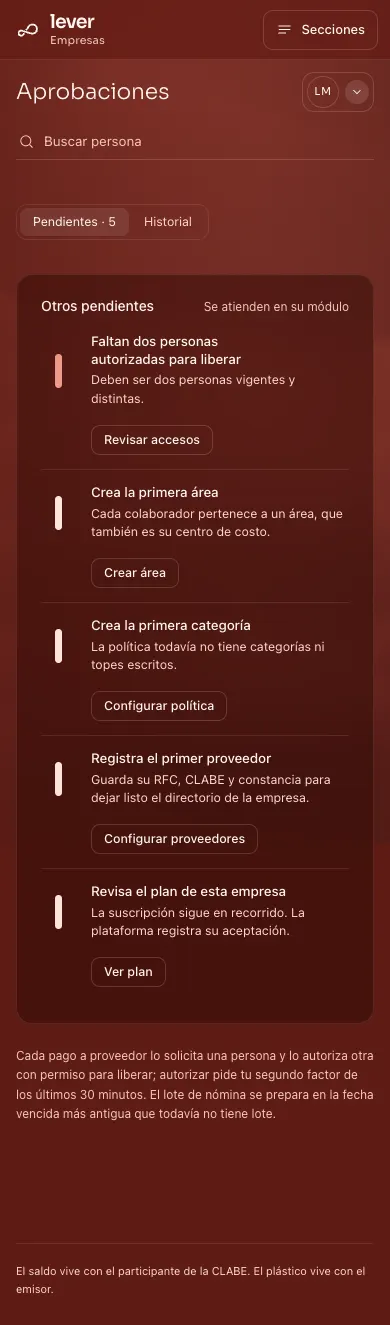 lever
Empresas
Secciones
Aprobaciones
LM
Buscar persona
Pendientes · 5
Historial
Otros pendientes
Se atienden en su módulo
Faltan dos personas
autorizadas para liberar
Deben ser dos personas vigentes y
distintas.
Revisar accesos
Crea la primera área
Cada colaborador pertenece a un área, que
también es su centro de costo.
Crear área
Crea la primera categoría
La política todavía no tiene categorías ni
topes escritos.
Configurar política
Registra el primer proveedor
Guarda su RFC, CLABE y constancia para
dejar listo el directorio de la empresa.
Configurar proveedores
Revisa el plan de esta empresa
La suscripción sigue en recorrido. La
plataforma registra su aceptación.
Ver plan
Cada pago a proveedor lo solicita una persona y lo autoriza otra
con permiso para liberar; autorizar pide tu segundo factor de
los últimos 30 minutos. El lote de nómina se prepara en la fecha
vencida más antigua que todavía no tiene lote.
El saldo vive con el participante de la CLABE. El plástico vive con el
emisor.